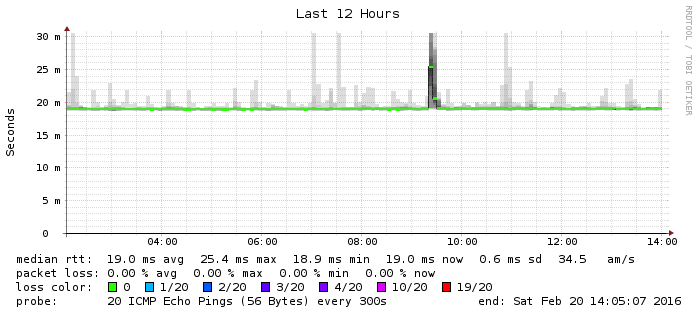 Last 12 Hours
RRDTOOL / TOBI OETIKER
Seconds
30 m
25 m
20 m
15 m
10 m
5 m
0
04:00 06:00 08:00 10:00 12:00 14:00
median rtt: 19.0 ms avg 25.4 ms max 18.9 ms min 19.0 ms now 0.6 ms sd 34.5 am/s
packet loss: 0.00 % avg 0.00 % max 0.00 % min 0.00 % now
loss color: 0 1/20 2/20 3/20 4/20 10/20 19/20
probe: 20 ICMP Echo Pings (56 Bytes) every 300s end: Sat Feb 20 14:05:07 2016